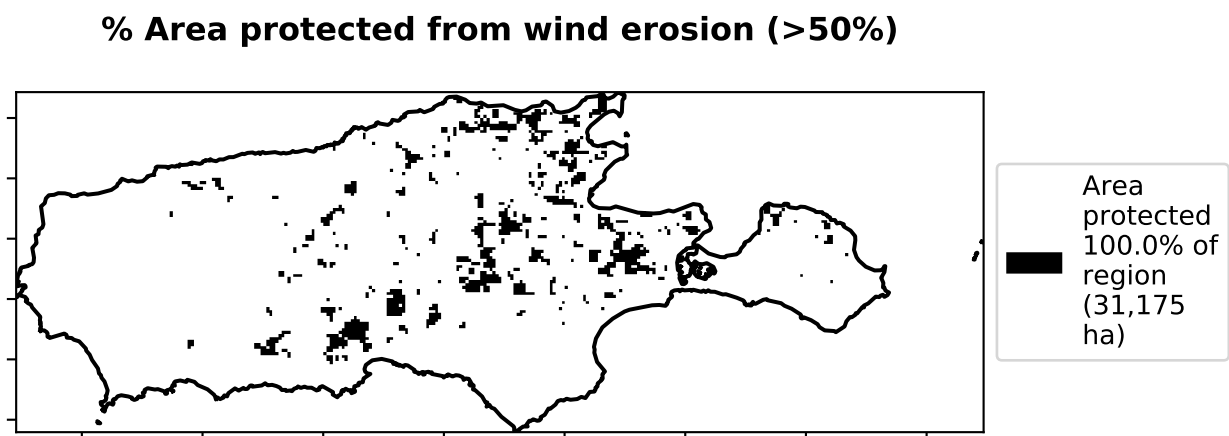 % Area protected from wind erosion (>50%)
Area
protected
100.0% of
region
(31,175
ha)